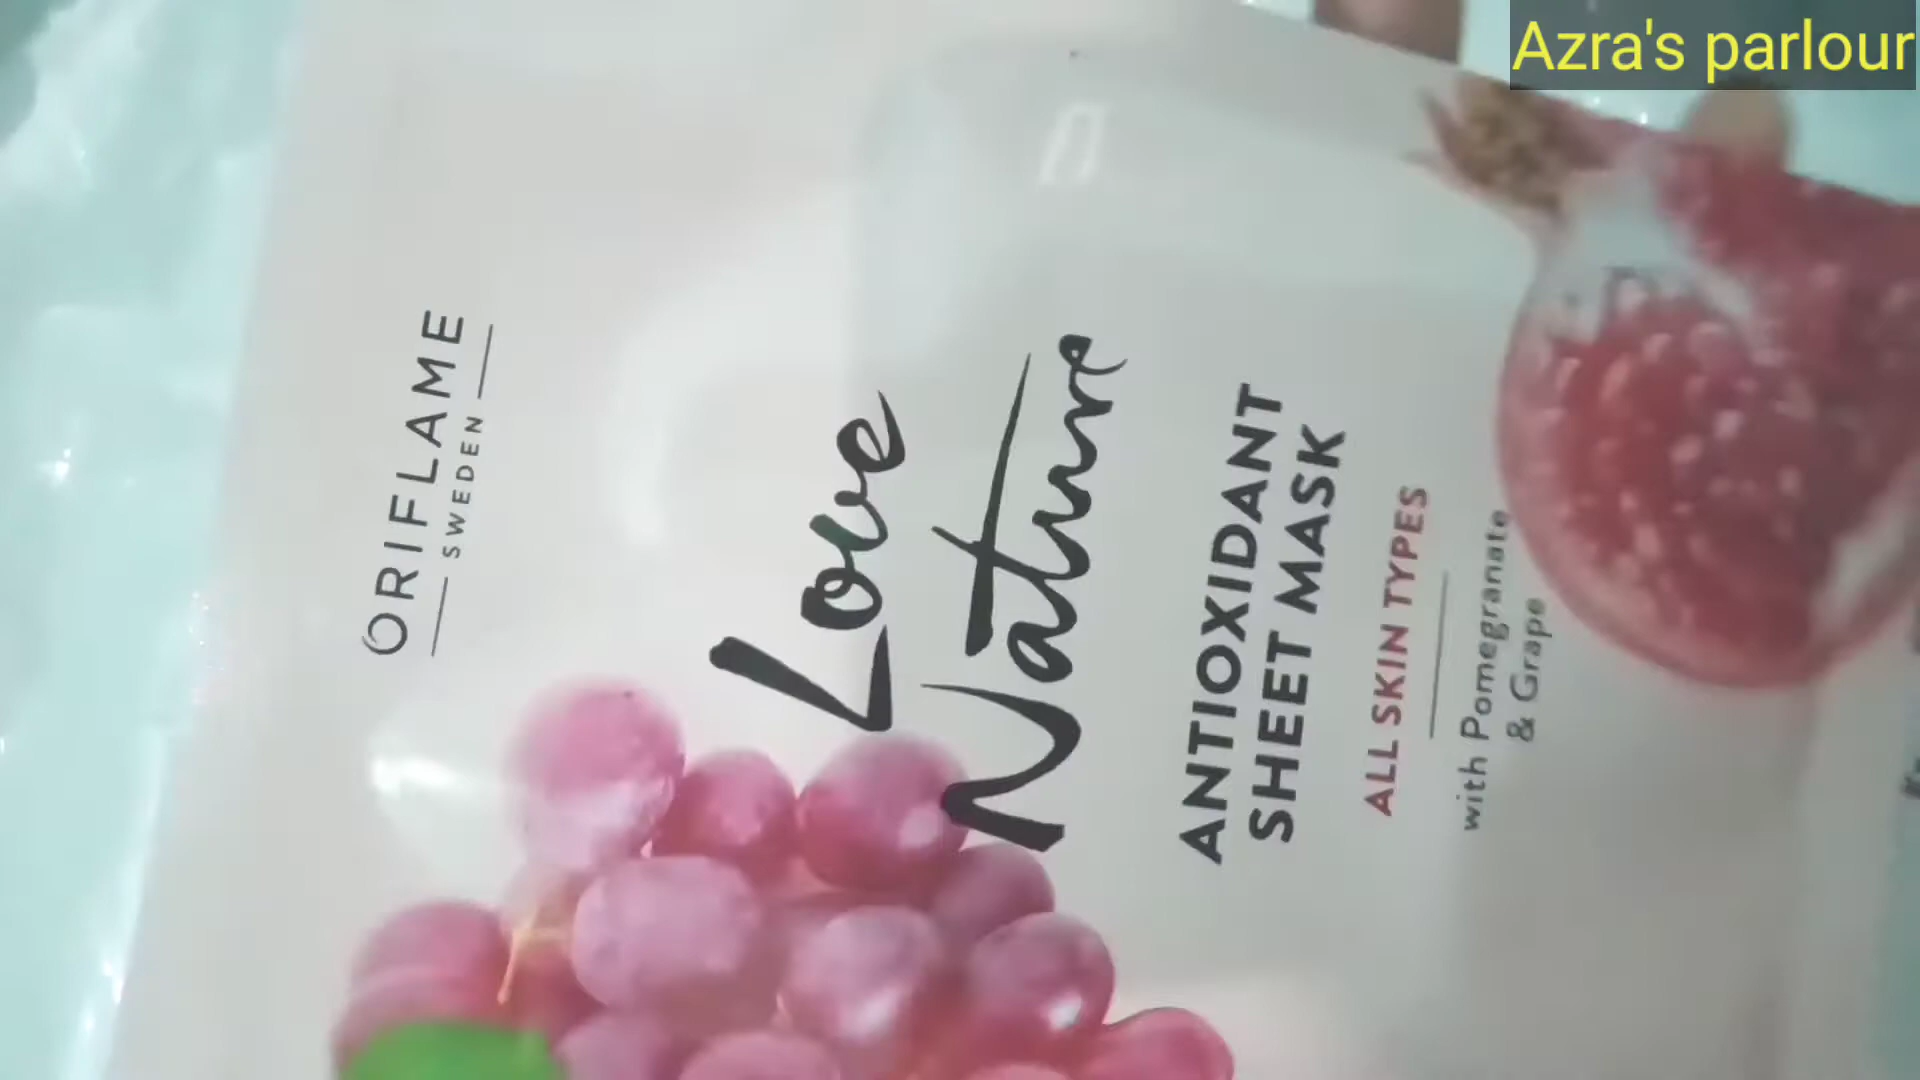 Azra's parlour
ORIFLAME
SWEDEN
Love
Nature
ANTIOXIDANT
SHEET MASK
ALL SKIN TYPES
with Pomegranate
& Grape